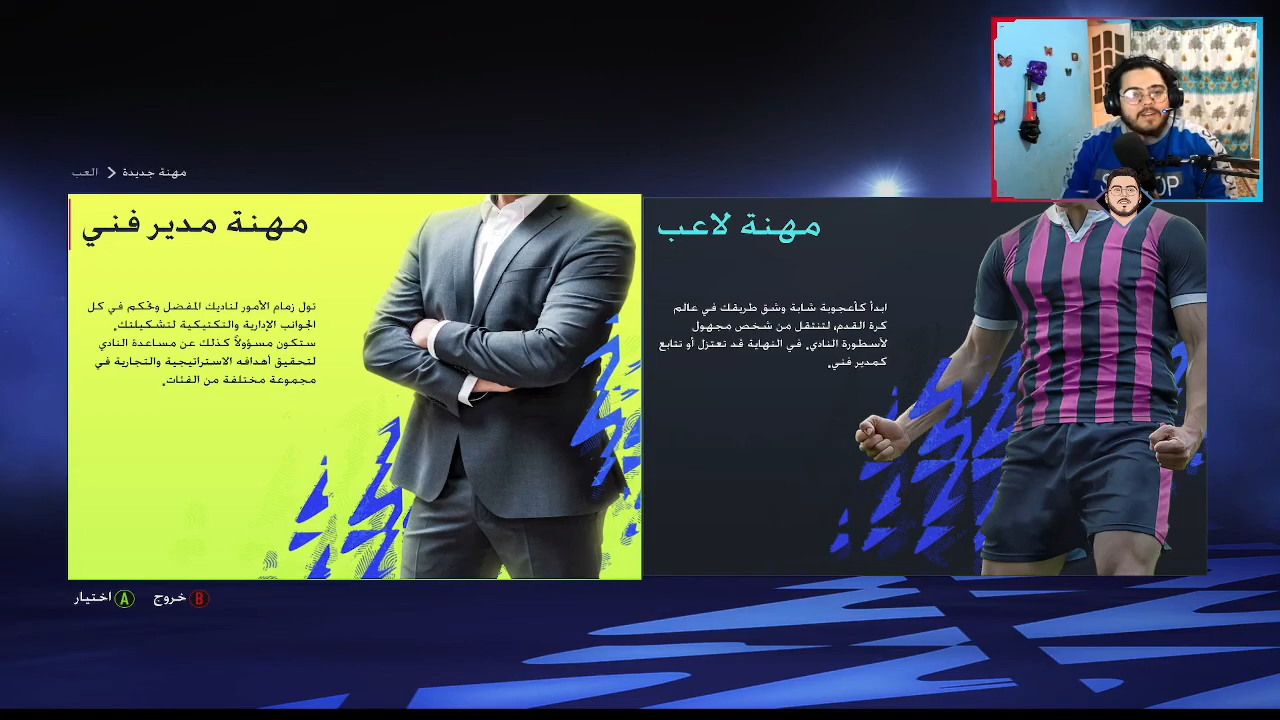 العب > مهنة جديدة
مهنة مدير فني
تول زمام الأمور لناديك المفضل وتحكم في كل
الجوانب الإدارية والتكتيكية لتشكيلتك.
ستكون مسؤولاً كذلك عن مساعدة النادي
لتحقيق أهدافه الاستراتيجية والتجارية في
مجموعة مختلفة من الفئات.
مهنة لاعب
ابدأ كأعجوبة شابة وشق طريقك في عالم
كرة القدم، لتنتقل من شخص مجهول
لأسطورة النادي. في النهاية قد تعتزل أو تتابع
كمدير فني.
اختيار A
خروج B